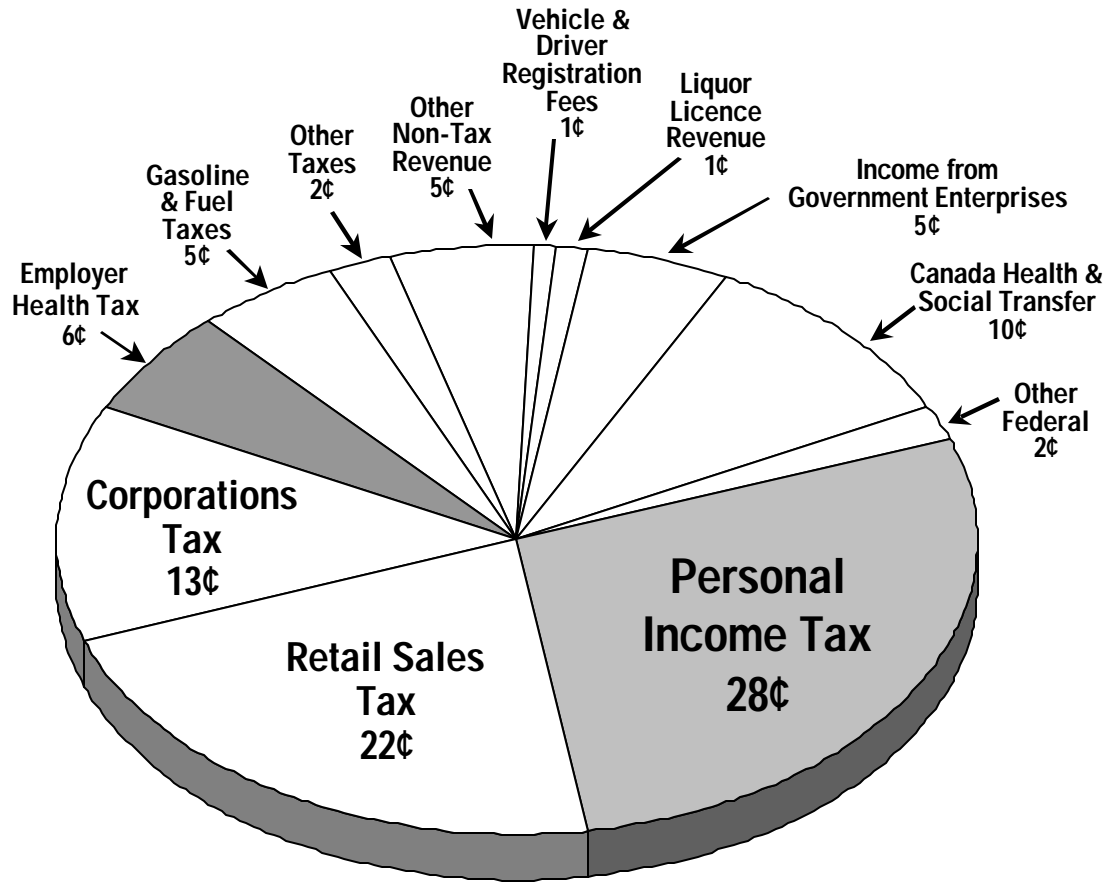 Vehicle &
Driver
Registration
Fees
1¢
Liquor
Licence
Revenue
1¢
Other
Non-Tax
Revenue
5¢
Other
Taxes
2¢
Gasoline
& Fuel
Taxes
5¢
Employer
Health Tax
6¢
Income from
Government Enterprises
5¢
Canada Health &
Social Transfer
10¢
Other
Federal
2¢
Corporations
Tax
13¢
Retail Sales
Tax
22¢
Personal
Income Tax
28¢